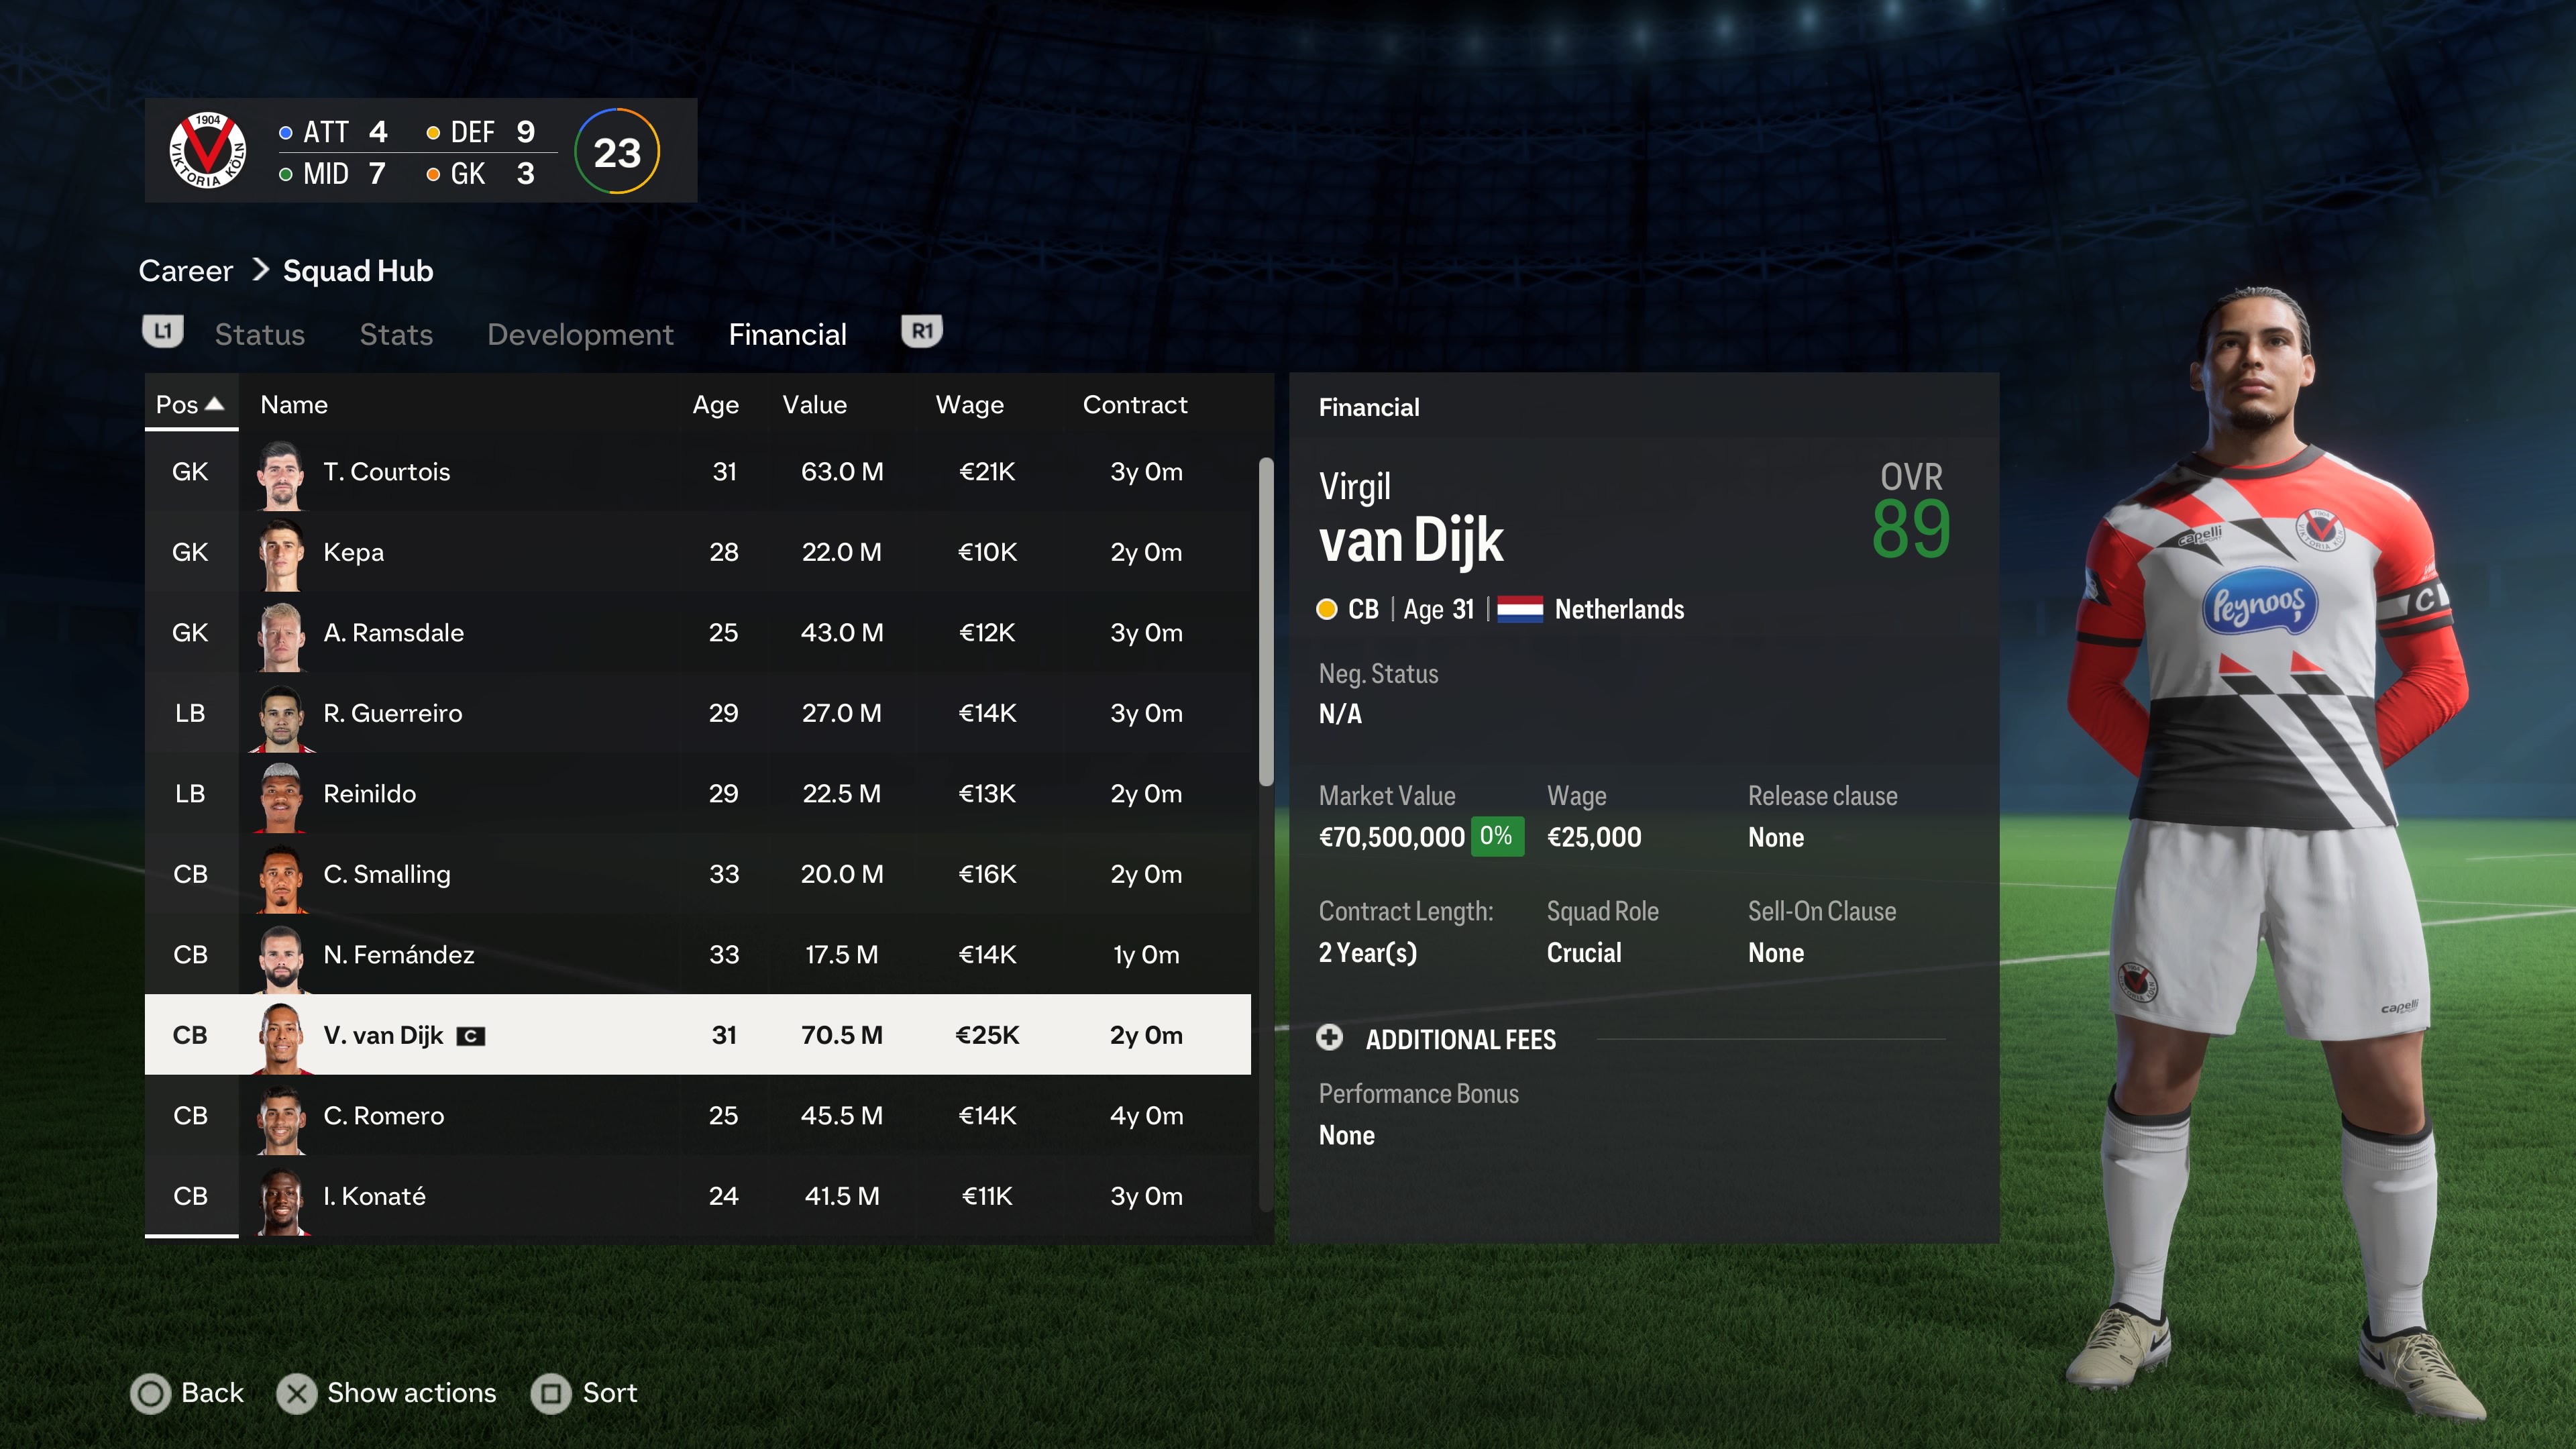 1904
VIKTORIA KÖLN
ATT 4 DEF 9
MID 7 GK 3
23
Career > Squad Hub
L1 Status Stats Development Financial R1
Pos Name Age Value Wage Contract
GK T. Courtois 31 63.0 M €21K 3y 0m
GK Kepa 28 22.0 M €10K 2y 0m
GK A. Ramsdale 25 43.0 M €12K 3y 0m
LB R. Guerreiro 29 27.0 M €14K 3y 0m
LB Reinildo 29 22.5 M €13K 2y 0m
CB C. Smalling 33 20.0 M €16K 2y 0m
CB N. Fernández 33 17.5 M €14K 1y 0m
CB V. van Dijk C 31 70.5 M €25K 2y 0m
CB C. Romero 25 45.5 M €14K 4y 0m
CB I. Konaté 24 41.5 M €11K 3y 0m
Financial
Virgil
van Dijk
OVR
89
CB | Age 31 | Netherlands
Neg. Status
N/A
Market Value Wage Release clause
€70,500,000 0% €25,000 None
Contract Length: Squad Role Sell-On Clause
2 Year(s) Crucial None
ADDITIONAL FEES
Performance Bonus
None
capelli
SPORT
1904
VIKTORIA KÖLN
Peynoos
C
capelli
Back Show actions Sort